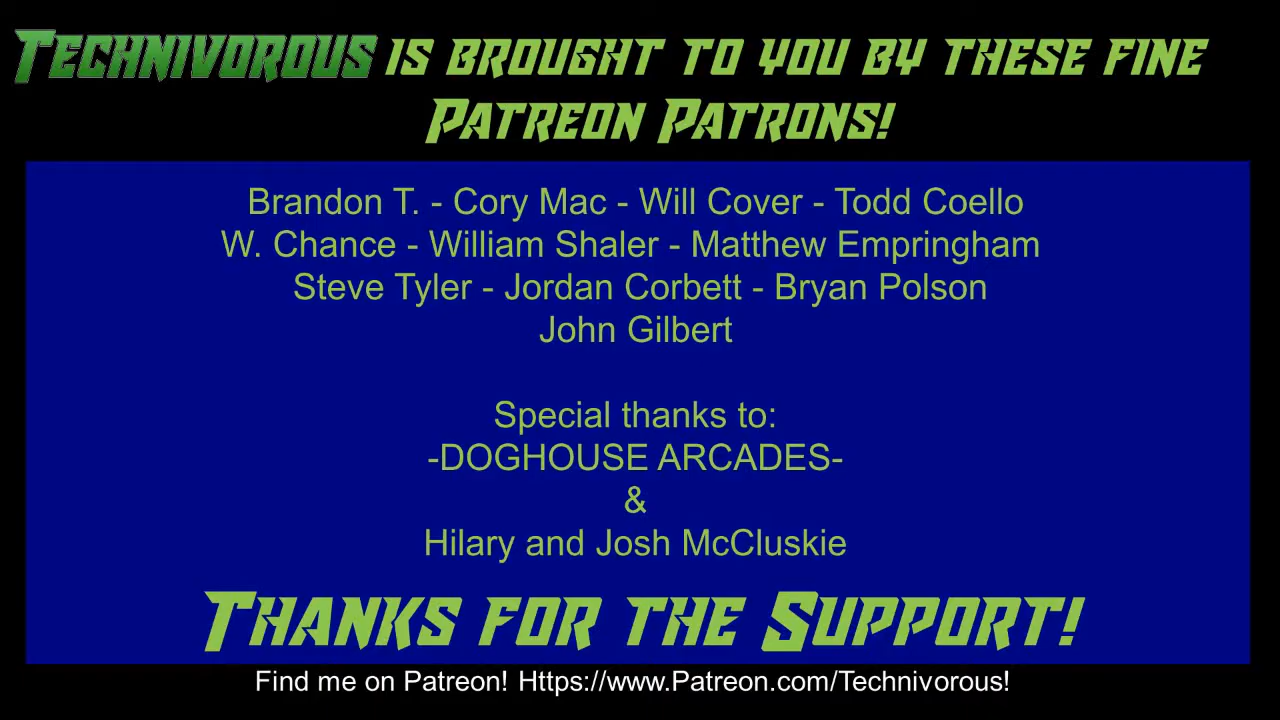 Technivorous is brought to you by these fine
Patreon Patrons!
Brandon T. - Cory Mac - Will Cover - Todd Coello
W. Chance - William Shaler - Matthew Empringham
Steve Tyler - Jordan Corbett - Bryan Polson
John Gilbert
Special thanks to:
-DOGHOUSE ARCADES-
&
Hilary and Josh McCluskie
Thanks for the Support!
Find me on Patreon! Https://www.Patreon.com/Technivorous!